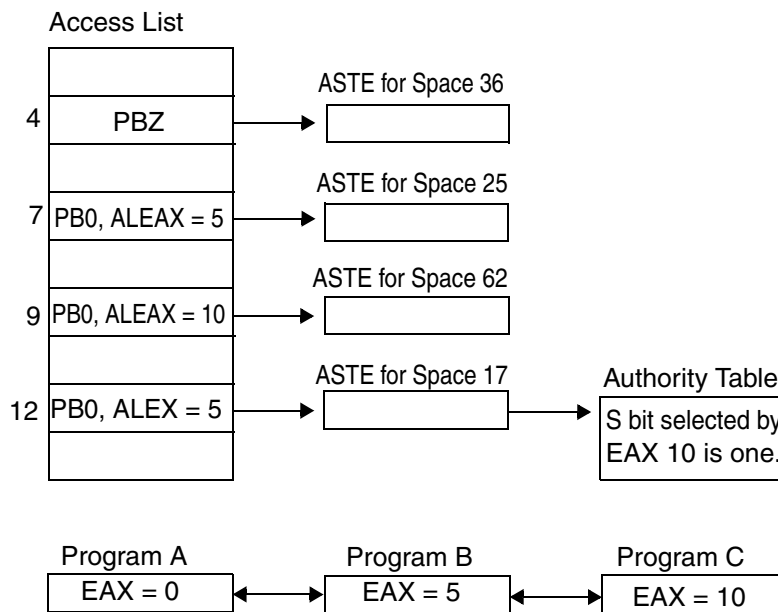 Access List
ASTE for Space 36
4 PBZ
ASTE for Space 25
7 PB0, ALEAX = 5
ASTE for Space 62
9 PB0, ALEAX = 10
ASTE for Space 17
Authority Table
12 PB0, ALEX = 5
S bit selected by
EAX 10 is one.
Program A
Program B
Program C
EAX = 0
EAX = 5
EAX = 10